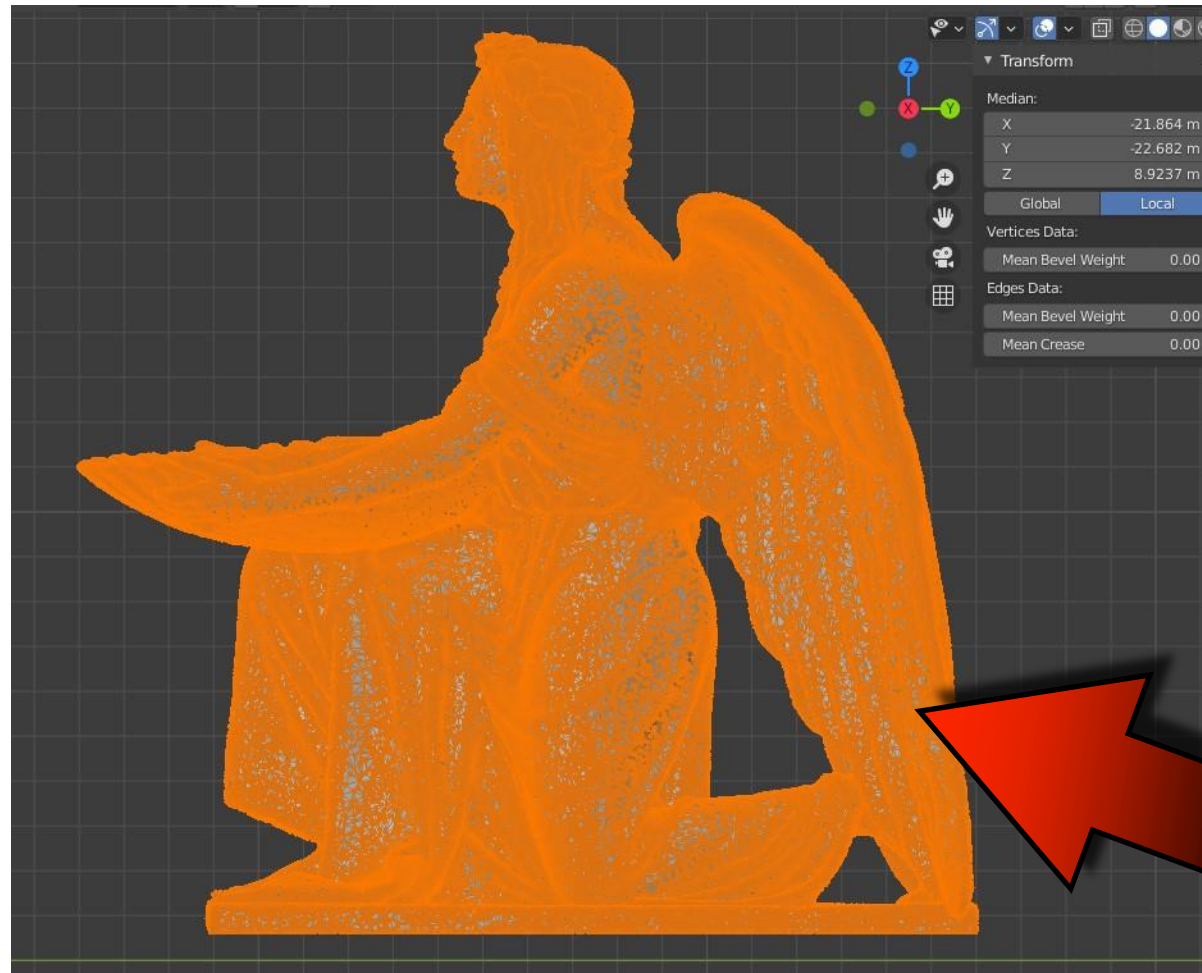 Transform
Median:
X -21.864 m
Y -22.682 m
Z 8.9237 m
Global Local
Vertices Data:
Mean Bevel Weight 0.00
Edges Data:
Mean Bevel Weight 0.00
Mean Crease 0.00
Z
X Y